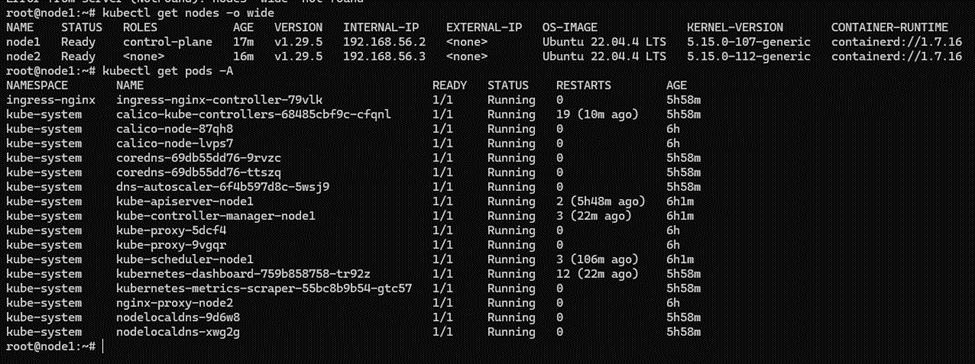 Error from server (NotFound): nodes "wide" not found
root@node1:~# kubectl get nodes -o wide
NAME STATUS ROLES AGE VERSION INTERNAL-IP EXTERNAL-IP OS-IMAGE KERNEL-VERSION CONTAINER-RUNTIME
node1 Ready control-plane 17m v1.29.5 192.168.56.2 <none> Ubuntu 22.04.4 LTS 5.15.0-107-generic containerd://1.7.16
node2 Ready <none> 16m v1.29.5 192.168.56.3 <none> Ubuntu 22.04.4 LTS 5.15.0-112-generic containerd://1.7.16
root@node1:~# kubectl get pods -A
NAMESPACE NAME READY STATUS RESTARTS AGE
ingress-nginx ingress-nginx-controller-79vlk 1/1 Running 0 5h58m
kube-system calico-kube-controllers-68485cbf9c-cfqnl 1/1 Running 19 (10m ago) 5h58m
kube-system calico-node-87qh8 1/1 Running 0 6h
kube-system calico-node-lvps7 1/1 Running 0 6h
kube-system coredns-69db55dd76-9rvzc 1/1 Running 0 5h58m
kube-system coredns-69db55dd76-ttszq 1/1 Running 0 5h58m
kube-system dns-autoscaler-6f4b597d8c-5wsj9 1/1 Running 0 5h58m
kube-system kube-apiserver-node1 1/1 Running 2 (5h48m ago) 6h1m
kube-system kube-controller-manager-node1 1/1 Running 3 (22m ago) 6h1m
kube-system kube-proxy-5dcf4 1/1 Running 0 6h
kube-system kube-proxy-9vgqr 1/1 Running 0 6h
kube-system kube-scheduler-node1 1/1 Running 3 (106m ago) 6h1m
kube-system kubernetes-dashboard-759b858758-tr92z 1/1 Running 12 (22m ago) 5h58m
kube-system kubernetes-metrics-scraper-55bc8b9b54-gtc57 1/1 Running 0 5h58m
kube-system nginx-proxy-node2 1/1 Running 0 6h
kube-system nodelocaldns-9d6w8 1/1 Running 0 5h58m
kube-system nodelocaldns-xwg2g 1/1 Running 0 5h58m
root@node1:~#